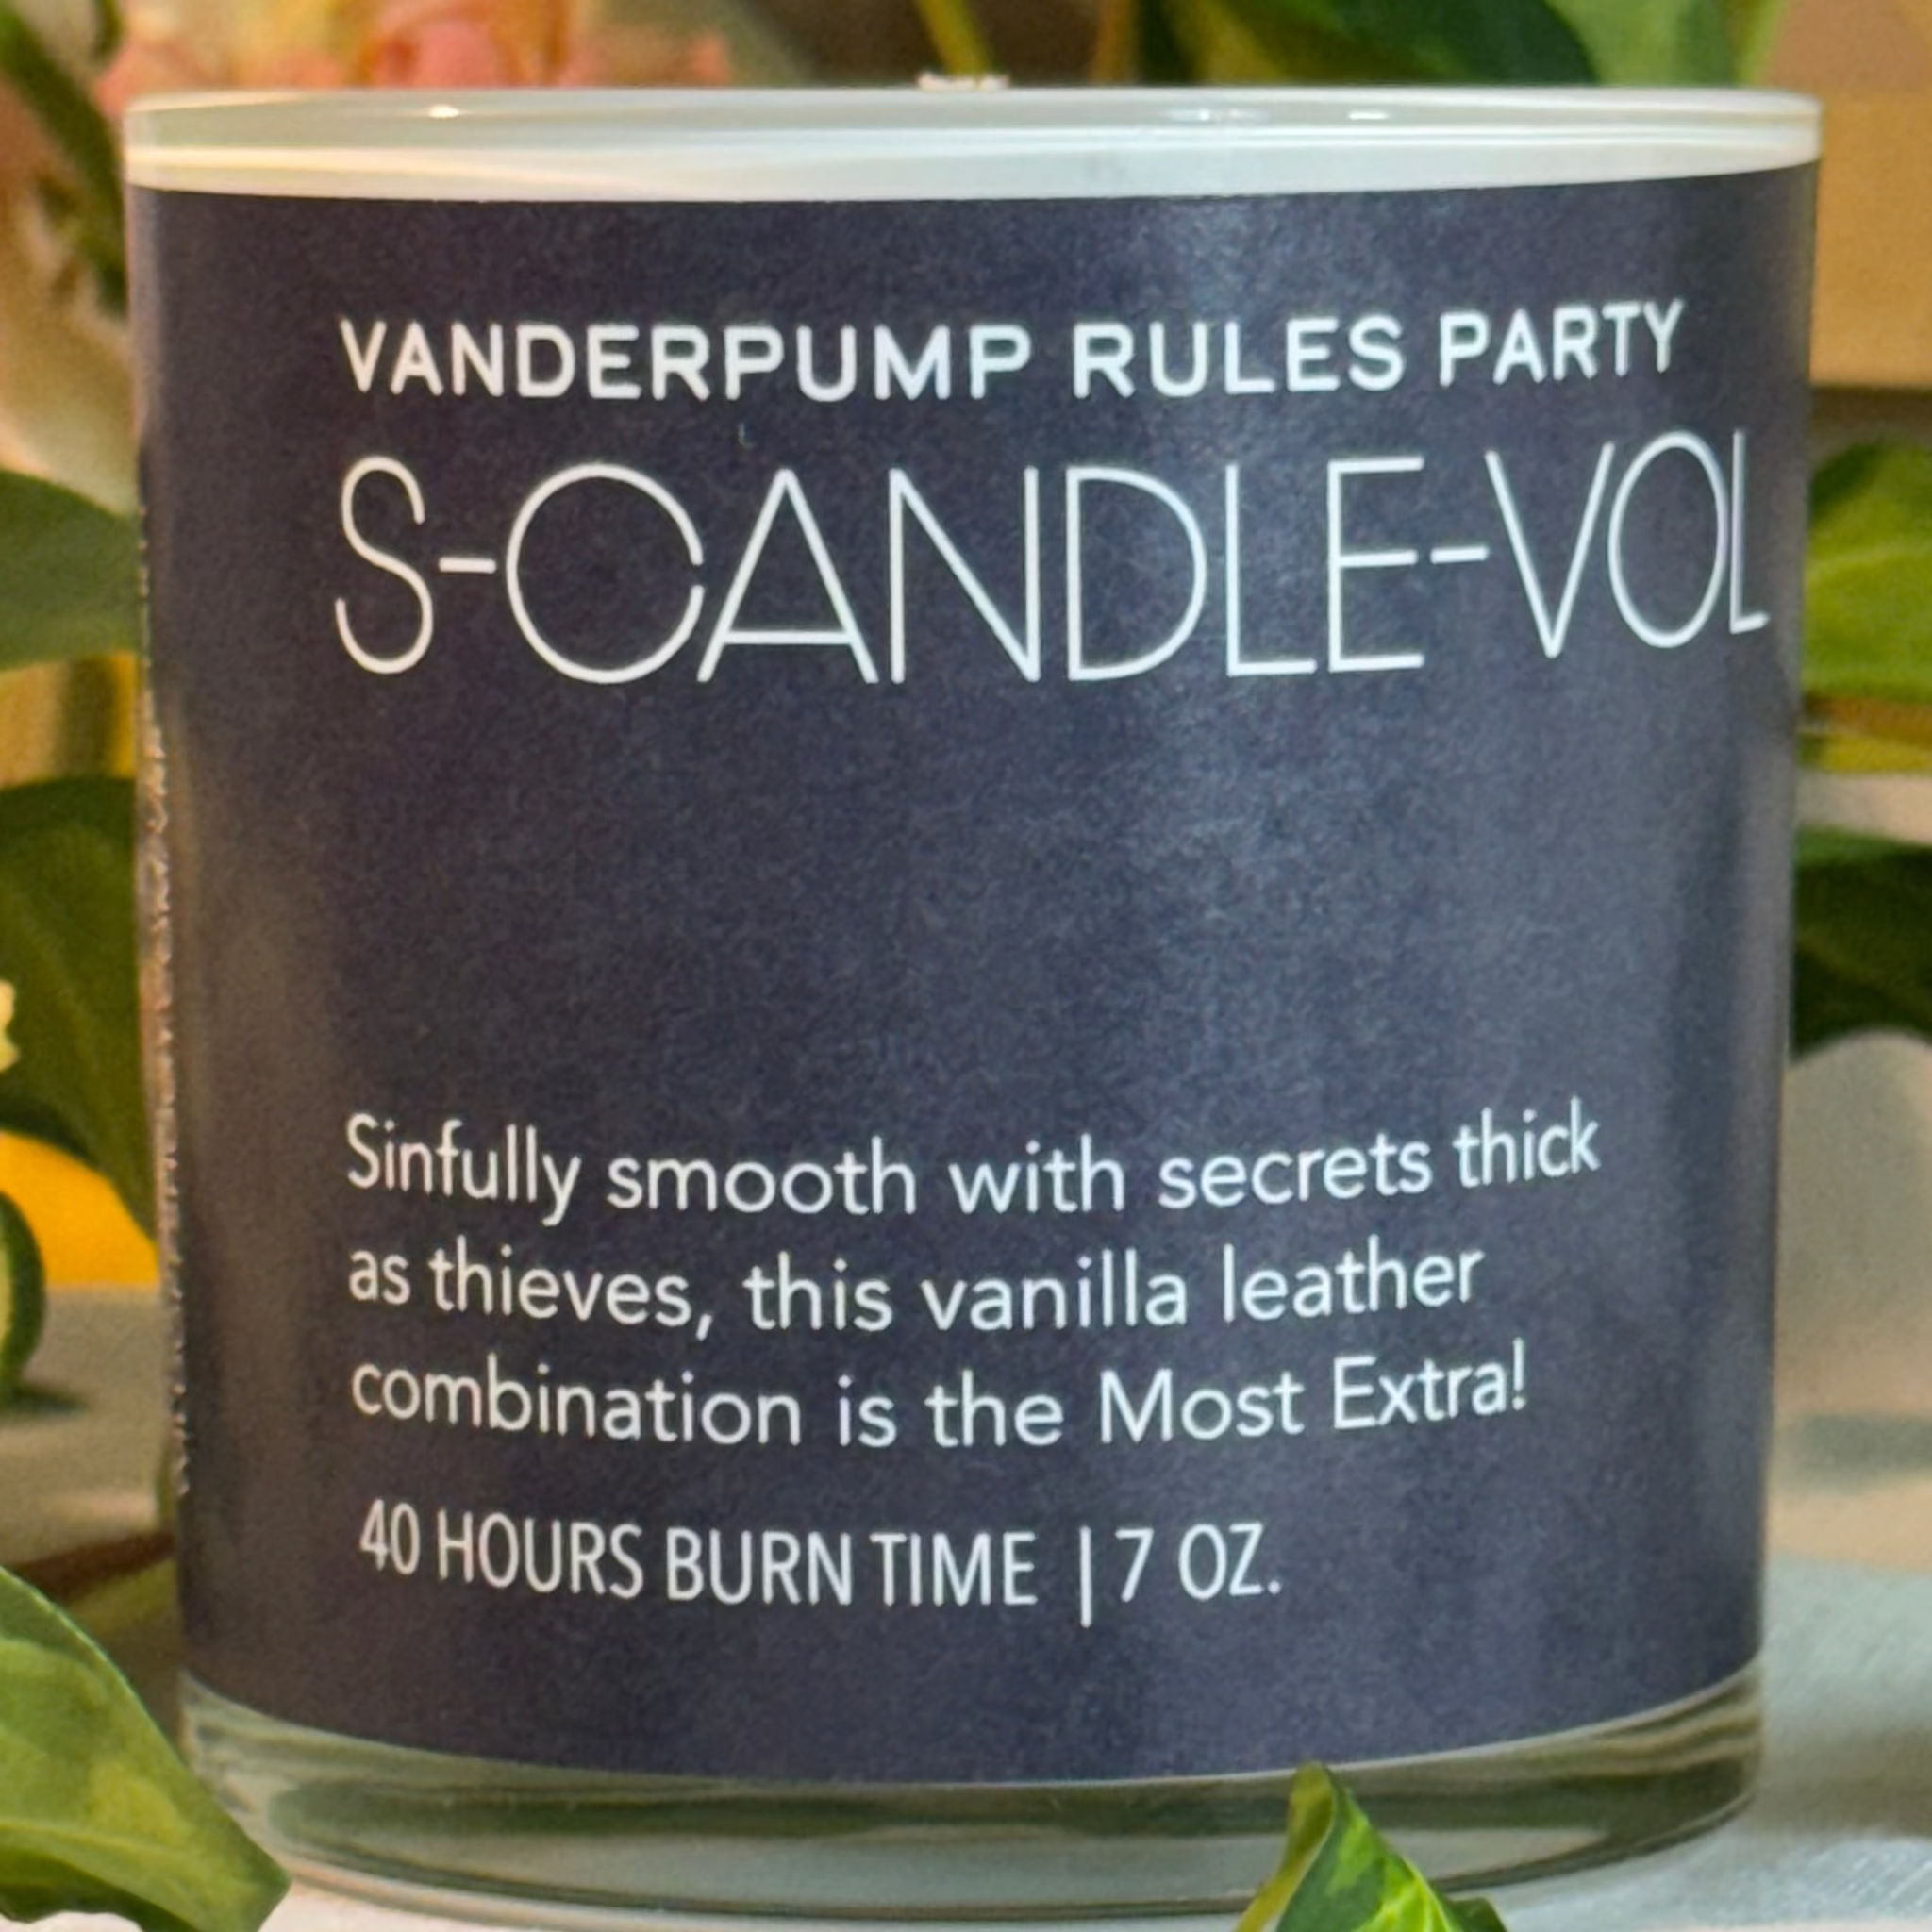 VANDERPUMP RULES PARTY
S-CANDLE-VOL
Sinfully smooth with secrets thick
as thieves, this vanilla leather
combination is the Most Extra!
40 HOURS BURN TIME | 7 OZ.